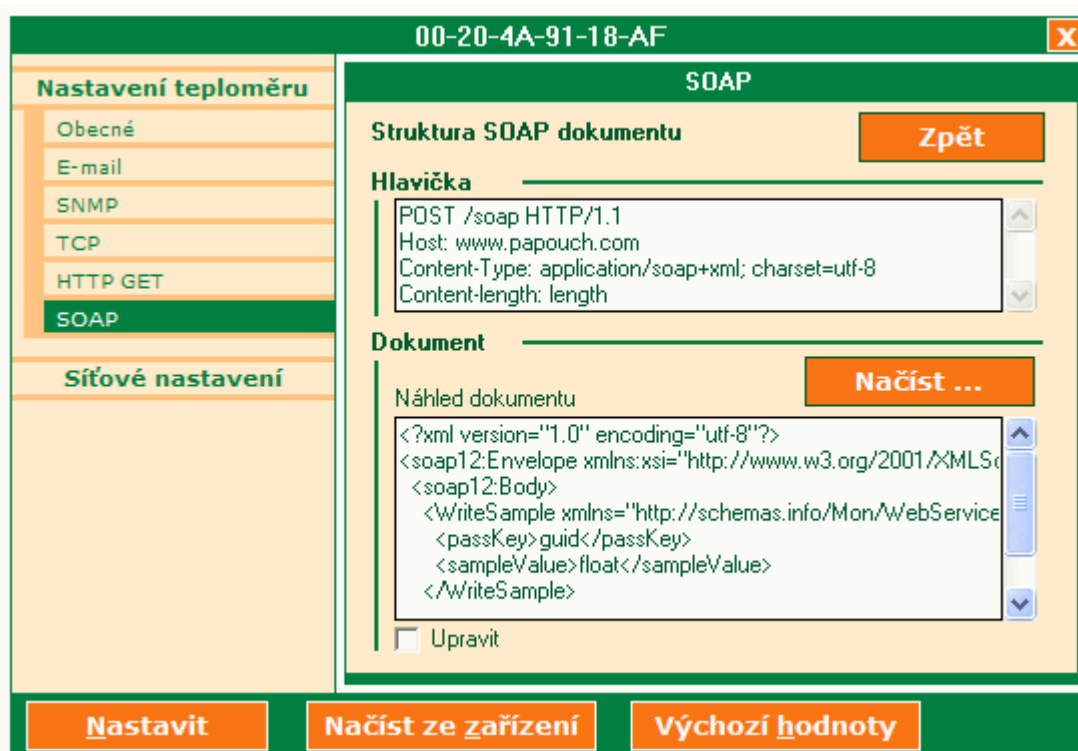 00-20-4A-91-18-AF
X
Nastavení teploměru
Obecné
E-mail
SNMP
TCP
HTTP GET
SOAP
Síťové nastavení
SOAP
Struktura SOAP dokumentu
Zpět
Hlavička
POST /soap HTTP/1.1
Host: www.papouch.com
Content-Type: application/soap+xml; charset=utf-8
Content-length: length
Dokument
Načíst ...
Náhled dokumentu
<?xml version="1.0" encoding="utf-8"?>
<soap12:Envelope xmlns:xsi="http://www.w3.org/2001/XMLSc
<soap12:Body>
<WriteSample xmlns="http://schemas.info/Mon/WebService
<passKey>guid</passKey>
<sampleValue>float</sampleValue>
</WriteSample>
Upravit
Nastavit
Načíst ze zařízení
Výchozí hodnoty